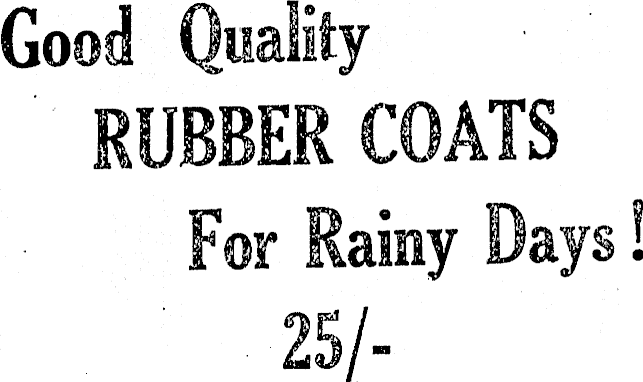 Good Quality
RUBBER COATS
For Rainy Days!
25/-